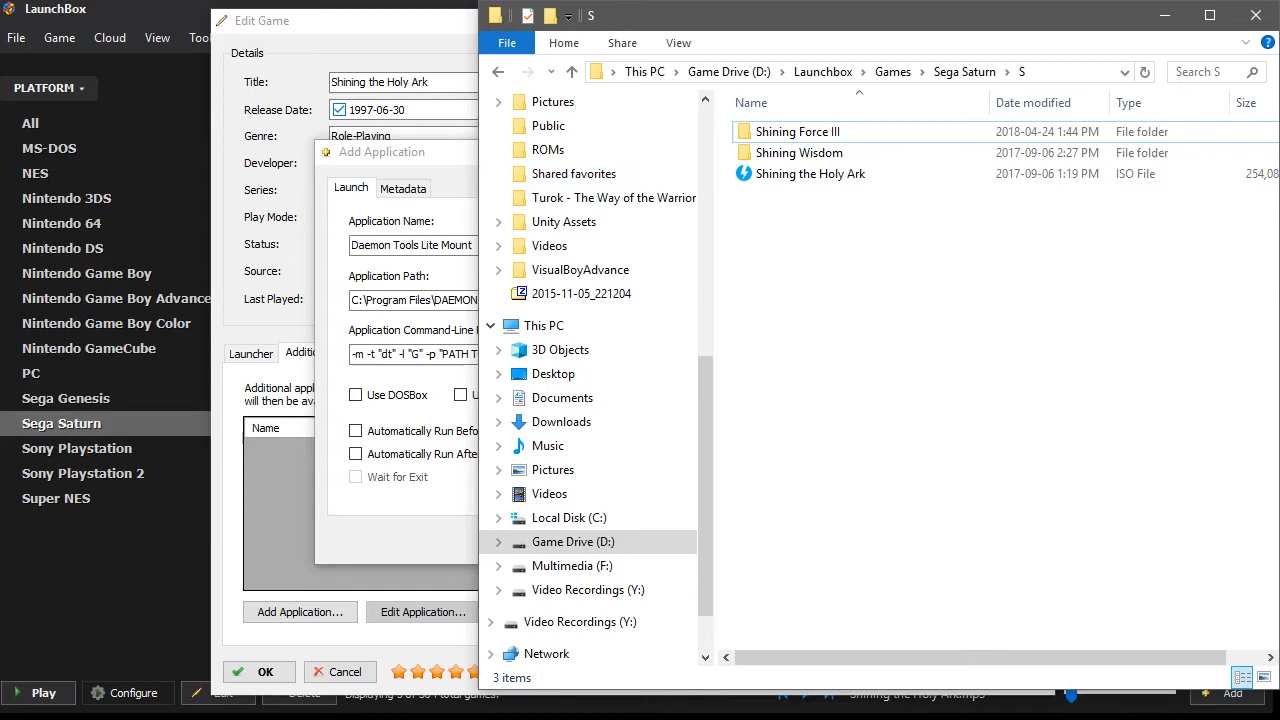 LaunchBox
File Game Cloud View
PLATFORM
All
MS-DOS
NES
Nintendo 3DS
Nintendo 64
Nintendo DS
Nintendo Game Boy
Nintendo Game Boy Advance
Nintendo Game Boy Color
Nintendo GameCube
PC
Sega Genesis
Sega Saturn
Sony Playstation
Sony Playstation 2
Super NES
Play Configure
Edit Game
Details
Title: Shining the Holy Ark
Release Date: 1997-06-30
Genre: Role-Playing
Developer:
Series:
Play Mode:
Status:
Source:
Last Played:
Launcher
Additional
will then be
Name
Add Application... Edit Application...
OK Cancel
Add Application
Launch Metadata
Application Name:
Daemon Tools Lite Mount
Application Path:
C:\Program Files\DAEMON
Application Command-Line
-m -t "dt" -l "G" -p "PATH T
Use DOSBox
Automatically Run
Automatically Run
Wait for Exit
S
File Home Share View
This PC Game Drive (D:) Launchbox Games Sega Saturn S Search S
Pictures
Public
ROMs
Shared favorites
Turok - The Way of the Warrior
Unity Assets
Videos
VisualBoyAdvance
2015-11-05_221204
This PC
3D Objects
Desktop
Documents
Downloads
Music
Pictures
Videos
Local Disk (C:)
Game Drive (D:)
Multimedia (F:)
Video Recordings (Y:)
Video Recordings (Y:)
Network
Name Date modified Type Size
Shining Force III 2018-04-24 1:44 PM File folder
Shining Wisdom 2017-09-06 2:27 PM File folder
Shining the Holy Ark 2017-09-06 1:19 PM ISO File 254,08
3 items
Add